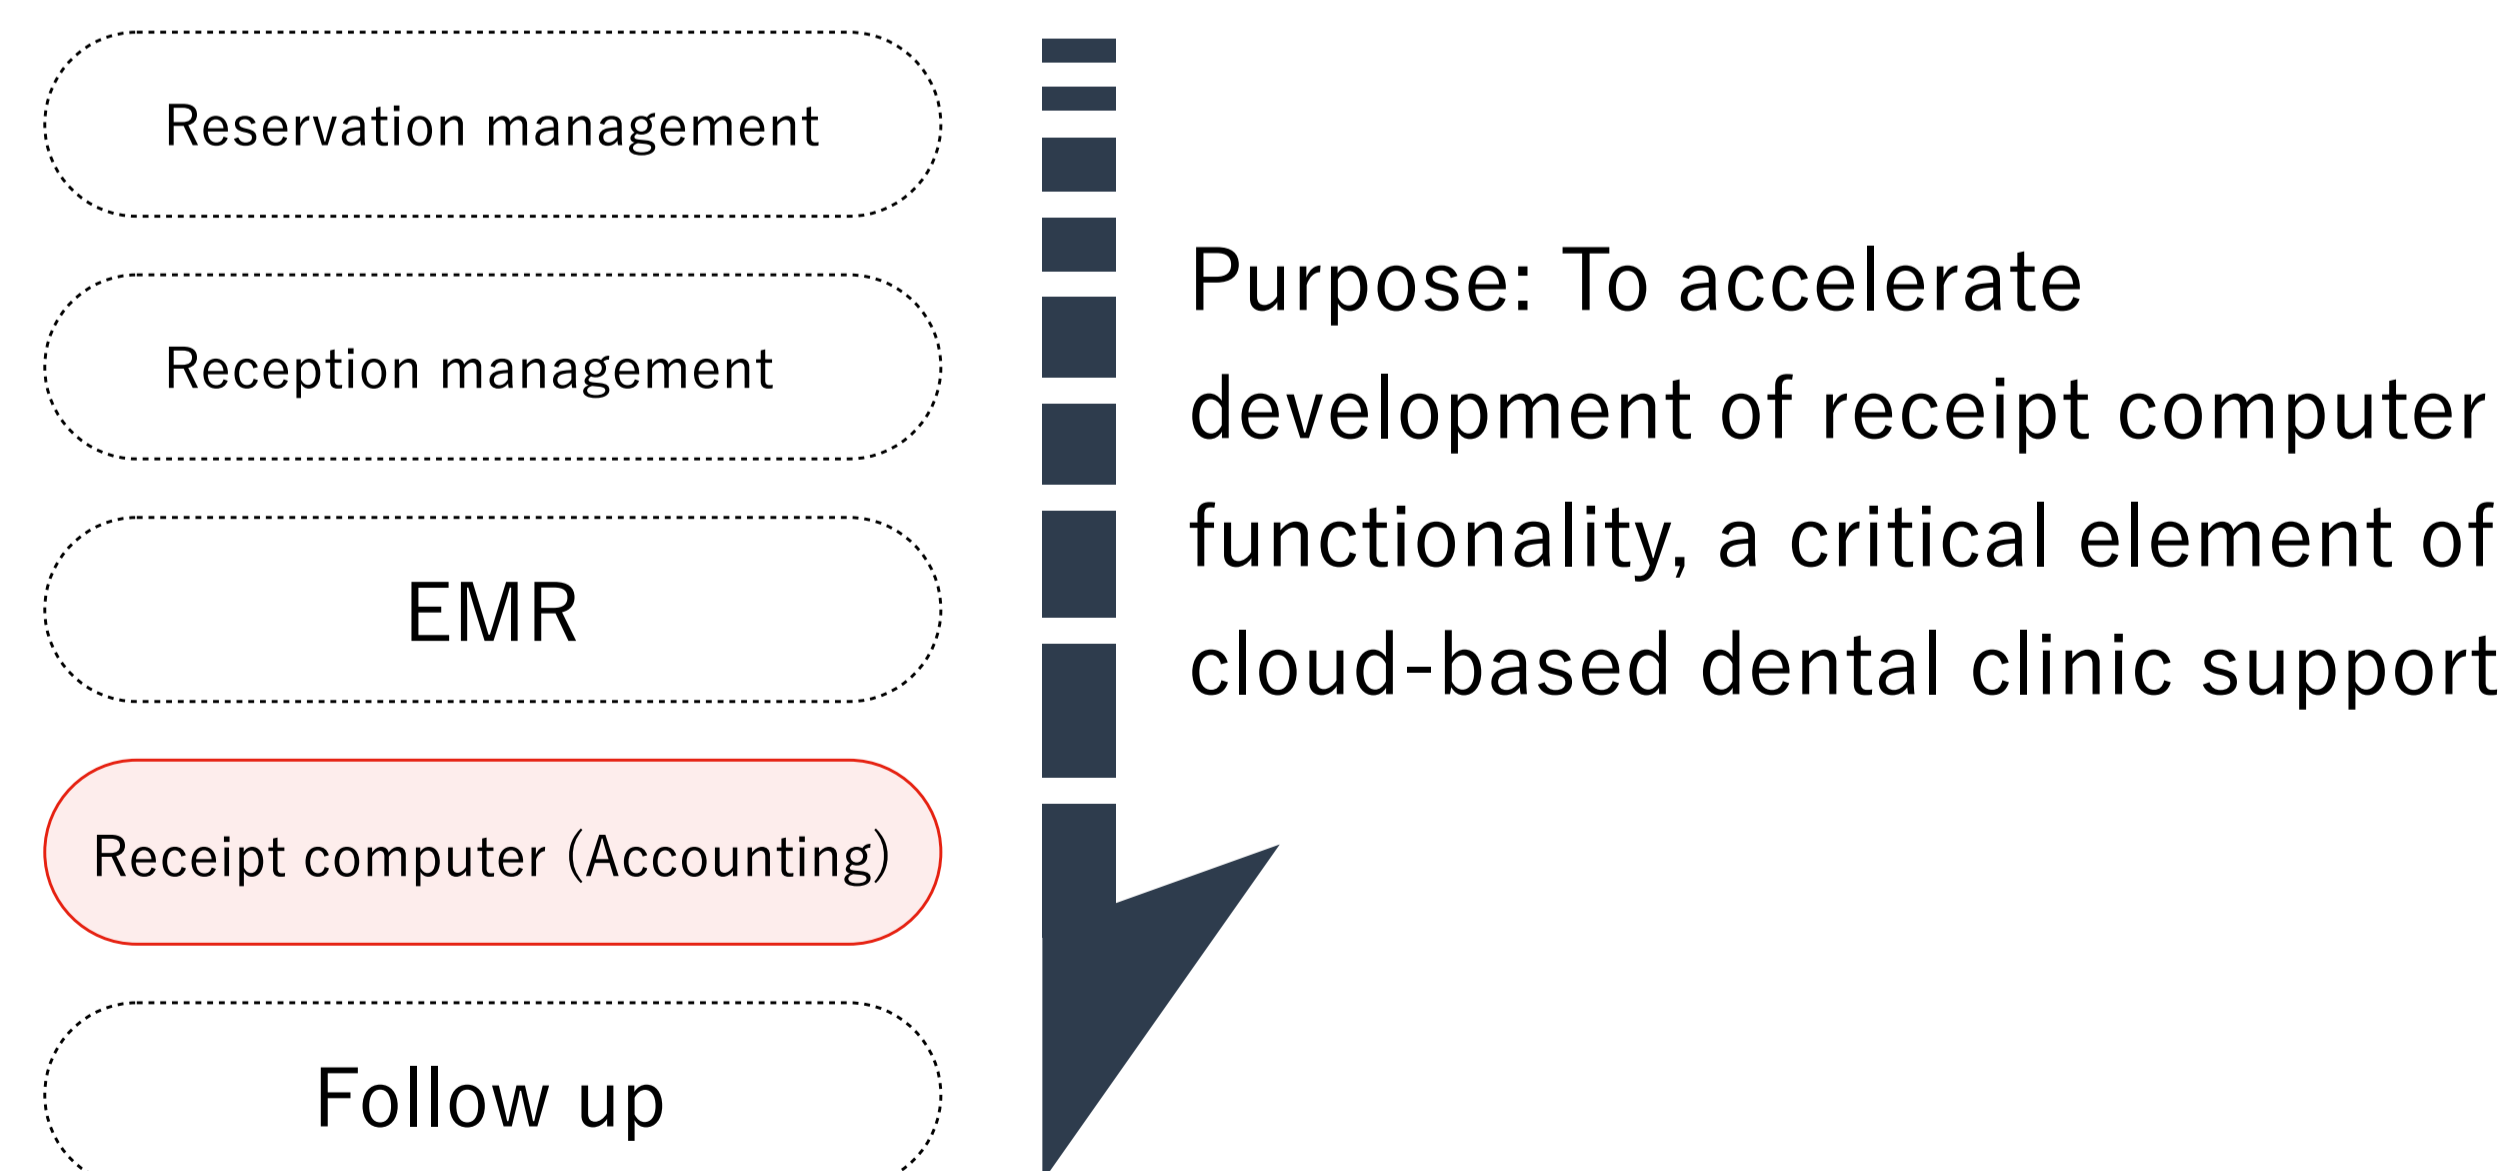 Reservation management
Reception management
EMR
Receipt computer (Accounting)
Follow up
Purpose: To accelerate
development of receipt computer
functionality, a critical element of
cloud-based dental clinic support